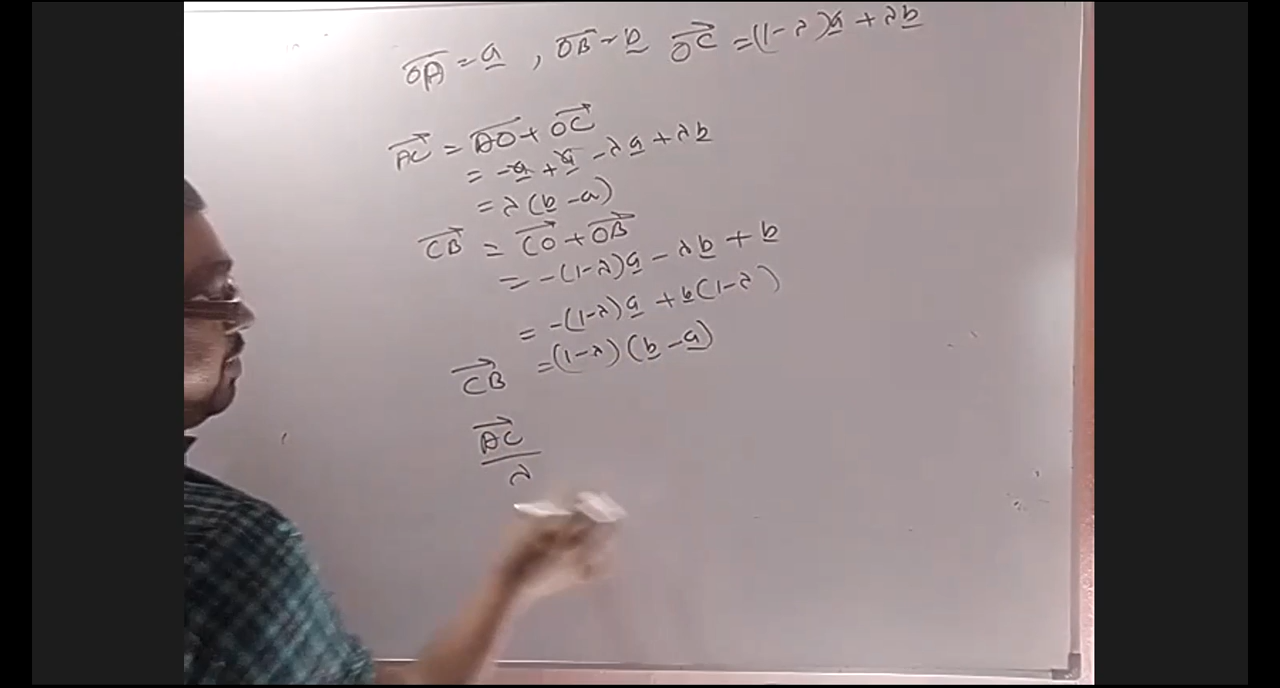 OA = a , OB = b OC = (1-λ)a + λb
AC = AO + OC
= -a + a - λa + λb
= λ(b - a)
CB = CO + OB
= -(1-λ)a - λb + b
= -(1-λ)a + b(1-λ)
CB = (1-λ)(b - a)
AC
λ